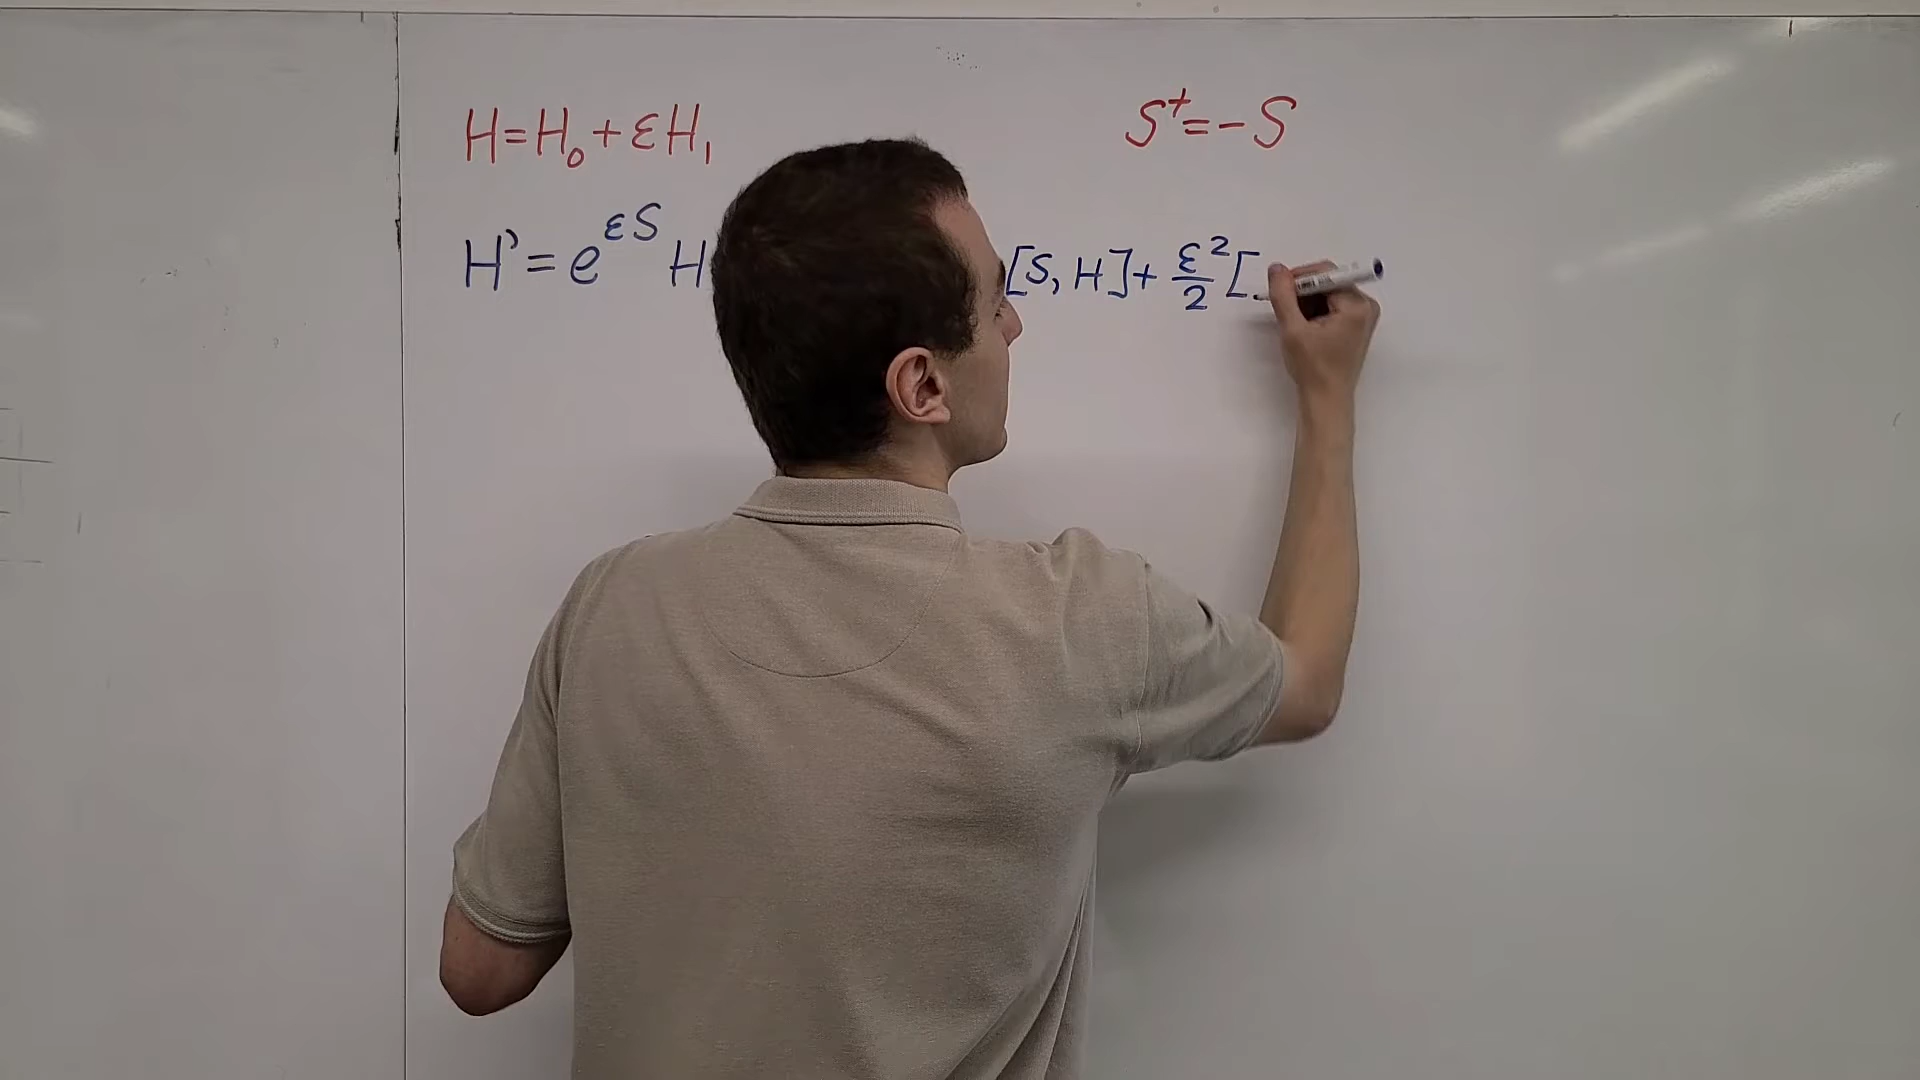 H=H₀+εH₁ S†=-S
H'=e^{εS} H [S, H]+ ε²/2 [